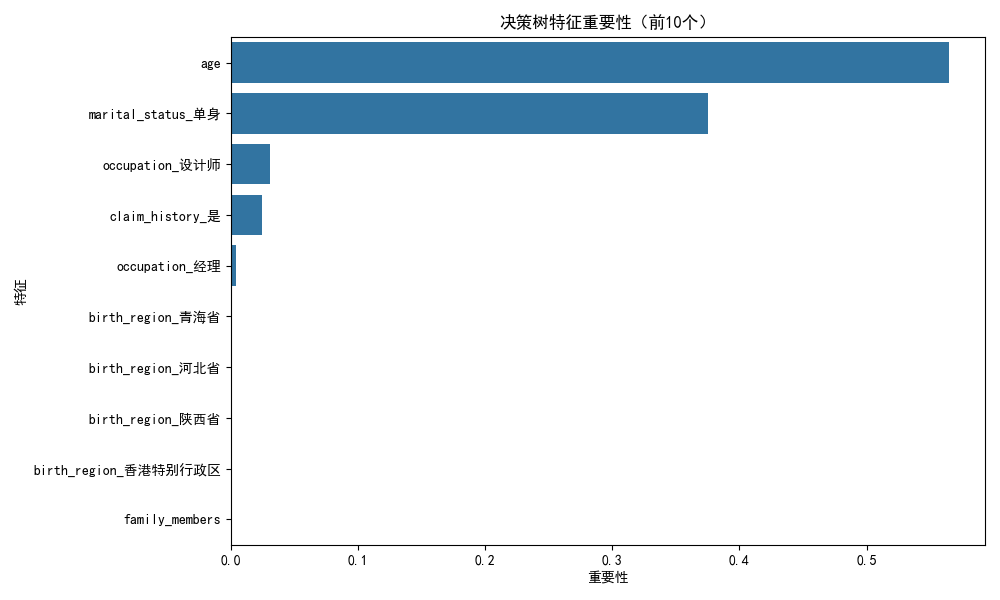 决策树特征重要性（前10个）
age
marital_status_单身
occupation_设计师
claim_history_是
occupation_经理
birth_region_青海省
birth_region_河北省
birth_region_陕西省
birth_region_香港特别行政区
family_members
特征
0.0 0.1 0.2 0.3 0.4 0.5
重要性